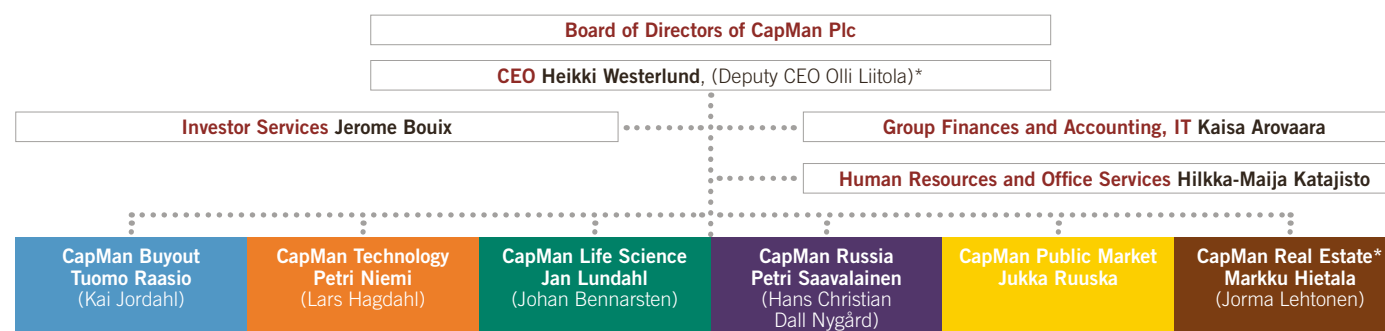 Board of Directors of CapMan Plc
CEO Heikki Westerlund, (Deputy CEO Olli Liitola)*
Investor Services Jerome Bouix
Group Finances and Accounting, IT Kaisa Arovaara
Human Resources and Office Services Hilkka-Maija Katajisto
CapMan Buyout
Tuomo Raasio
(Kai Jordahl)
CapMan Technology
Petri Niemi
(Lars Hagdahl)
CapMan Life Science
Jan Lundahl
(Johan Bennarsten)
CapMan Russia
Petri Saavalainen
(Hans Christian
Dall Nygård)
CapMan Public Market
Jukka Ruuska
CapMan Real Estate*
Markku Hietala
(Jorma Lehtonen)